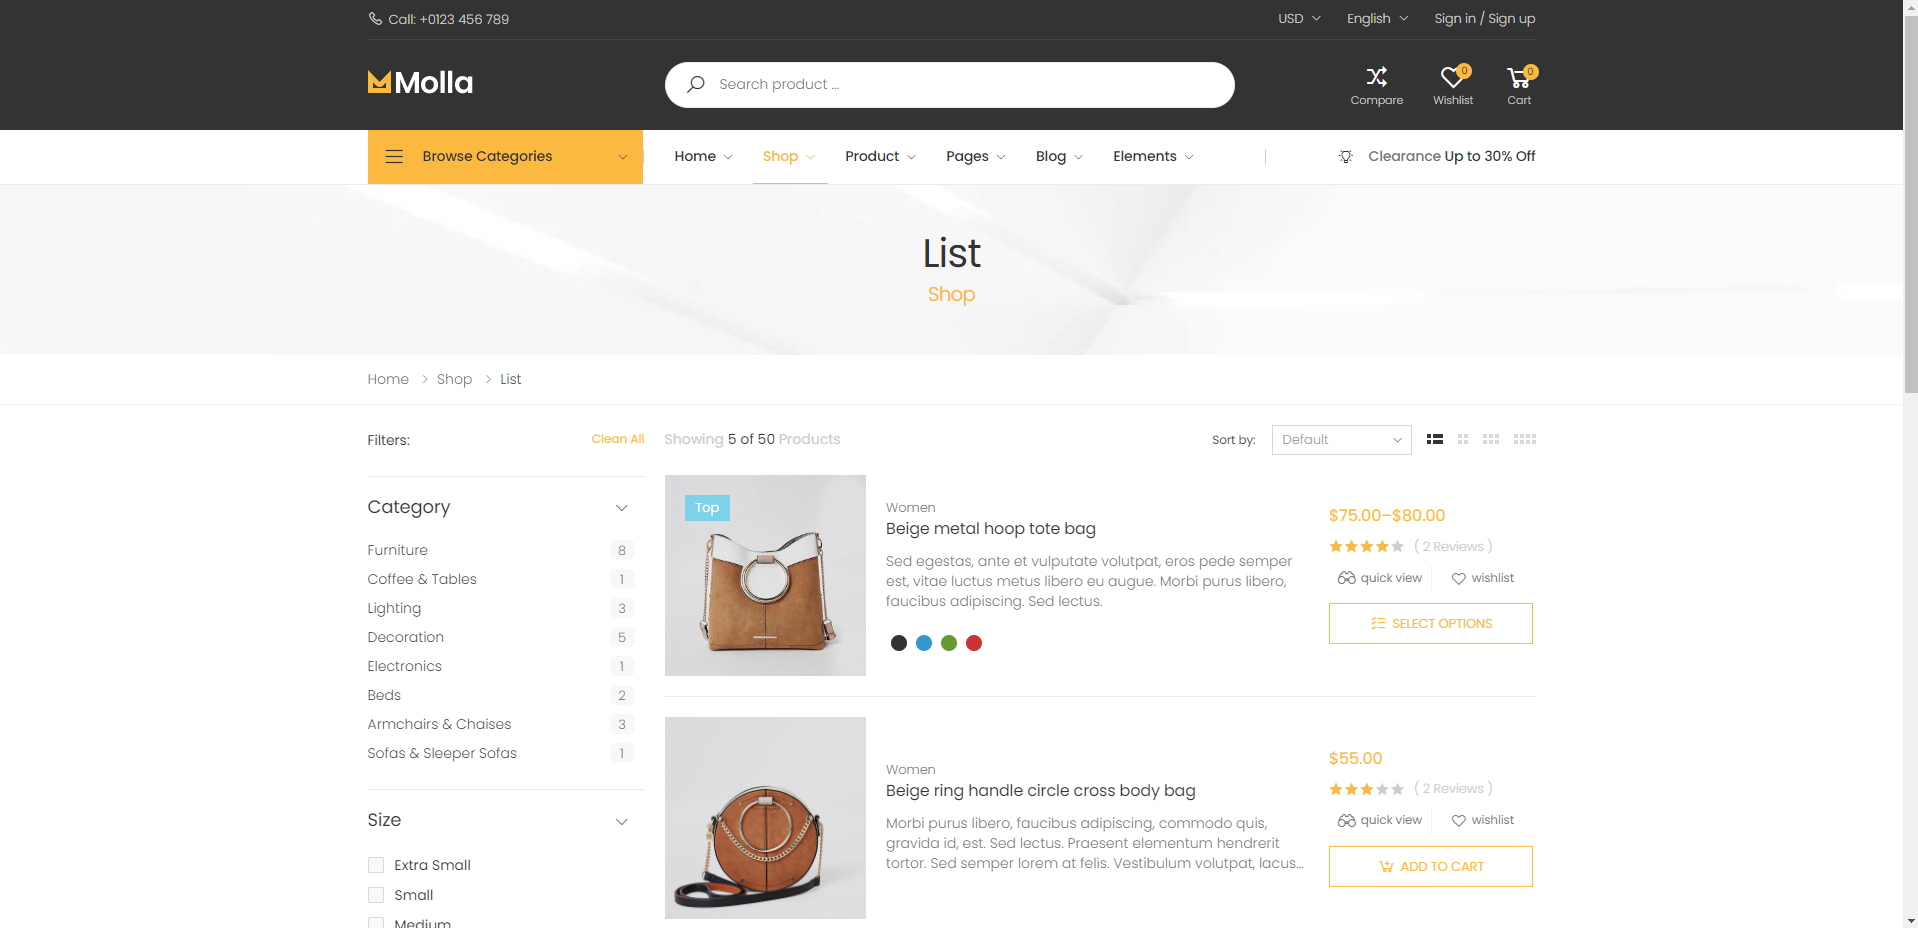 Call: +0123 456 789
USD
English
Sign in / Sign up
Molla
Search product ...
Compare
0
Wishlist
0
Cart
Browse Categories
Home
Shop
Product
Pages
Blog
Elements
Clearance Up to 30% Off
List
Shop
Home > Shop > List
Filters:
Clean All
Category
Furniture 8
Coffee & Tables 1
Lighting 3
Decoration 5
Electronics 1
Beds 2
Armchairs & Chaises 3
Sofas & Sleeper Sofas 1
Size
Extra Small
Small
Medium
Showing 5 of 50 Products
Sort by:
Default
Top
Women
Beige metal hoop tote bag
Sed egestas, ante et vulputate volutpat, eros pede semper
est, vitae luctus metus libero eu augue. Morbi purus libero,
faucibus adipiscing. Sed lectus.
$75.00–$80.00
( 2 Reviews )
quick view
wishlist
SELECT OPTIONS
Women
Beige ring handle circle cross body bag
Morbi purus libero, faucibus adipiscing, commodo quis,
gravida id, est. Sed lectus. Praesent elementum hendrerit
tortor. Sed semper lorem at felis. Vestibulum volutpat, lacus...
$55.00
( 2 Reviews )
quick view
wishlist
ADD TO CART